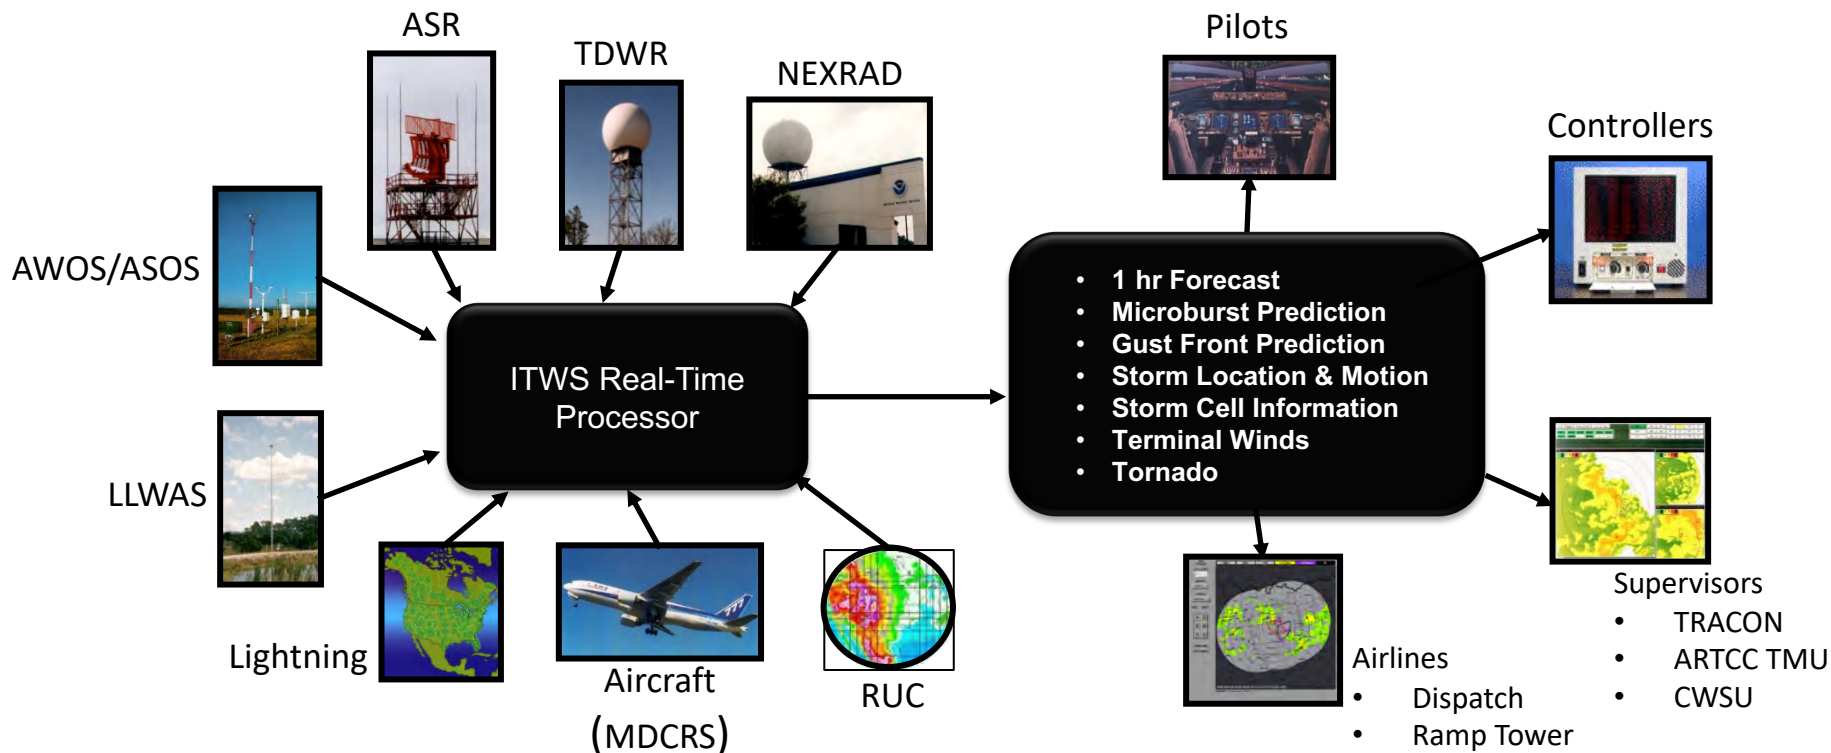 ASR
TDWR
NEXRAD
AWOS/ASOS
LLWAS
Lightning
Aircraft
(MDCRS)
RUC
ITWS Real-Time
Processor
• 1 hr Forecast
• Microburst Prediction
• Gust Front Prediction
• Storm Location & Motion
• Storm Cell Information
• Terminal Winds
• Tornado
Pilots
Controllers
Supervisors
• TRACON
• ARTCC TMU
• CWSU
Airlines
• Dispatch
• Ramp Tower